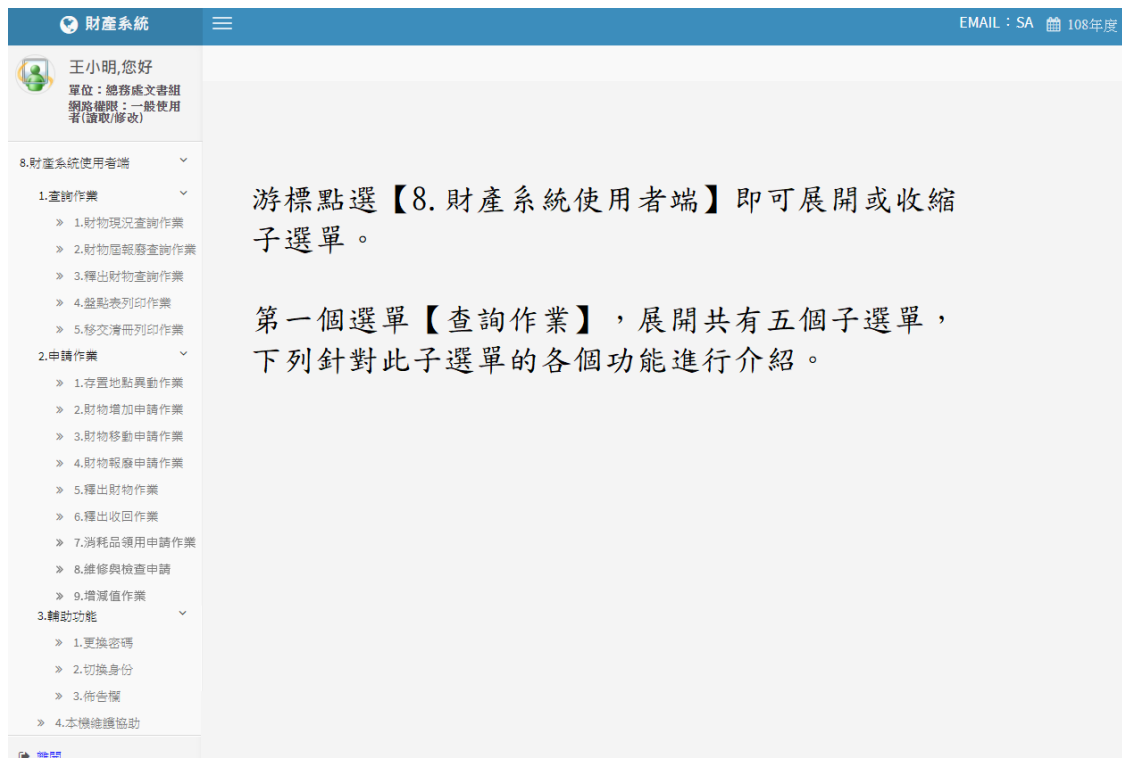 財產系統
EMAIL：SA 108年度
王小明,您好
單位：總務處文書組
網路權限：一般使用
者(讀取/修改)
8.財產系統使用者端
1.查詢作業
1.財物現況查詢作業
2.財物屆報廢查詢作業
3.釋出財物查詢作業
4.盤點表列印作業
5.移交清冊列印作業
2.申請作業
1.存置地點異動作業
2.財物增加申請作業
3.財物移動申請作業
4.財物報廢申請作業
5.釋出財物作業
6.釋出收回作業
7.消耗品領用申請作業
8.維修與檢查申請
9.增減值作業
3.輔助功能
1.更換密碼
2.切換身份
3.佈告欄
4.本機維護協助
離開
游標點選【8.財產系統使用者端】即可展開或收縮
子選單。
第一個選單【查詢作業】，展開共有五個子選單，
下列針對此子選單的各個功能進行介紹。